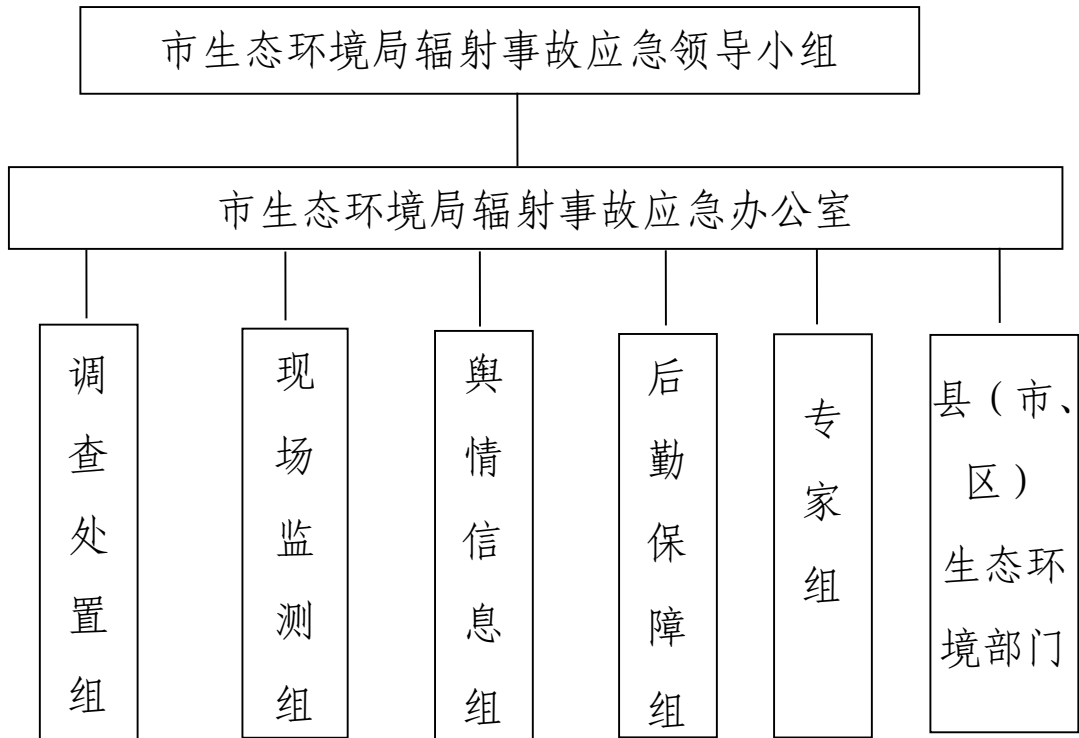 市生态环境局辐射事故应急领导小组
市生态环境局辐射事故应急办公室
调查处置组
现场监测组
舆情信息组
后勤保障组
专家组
县（市、
区）
生态环
境部门